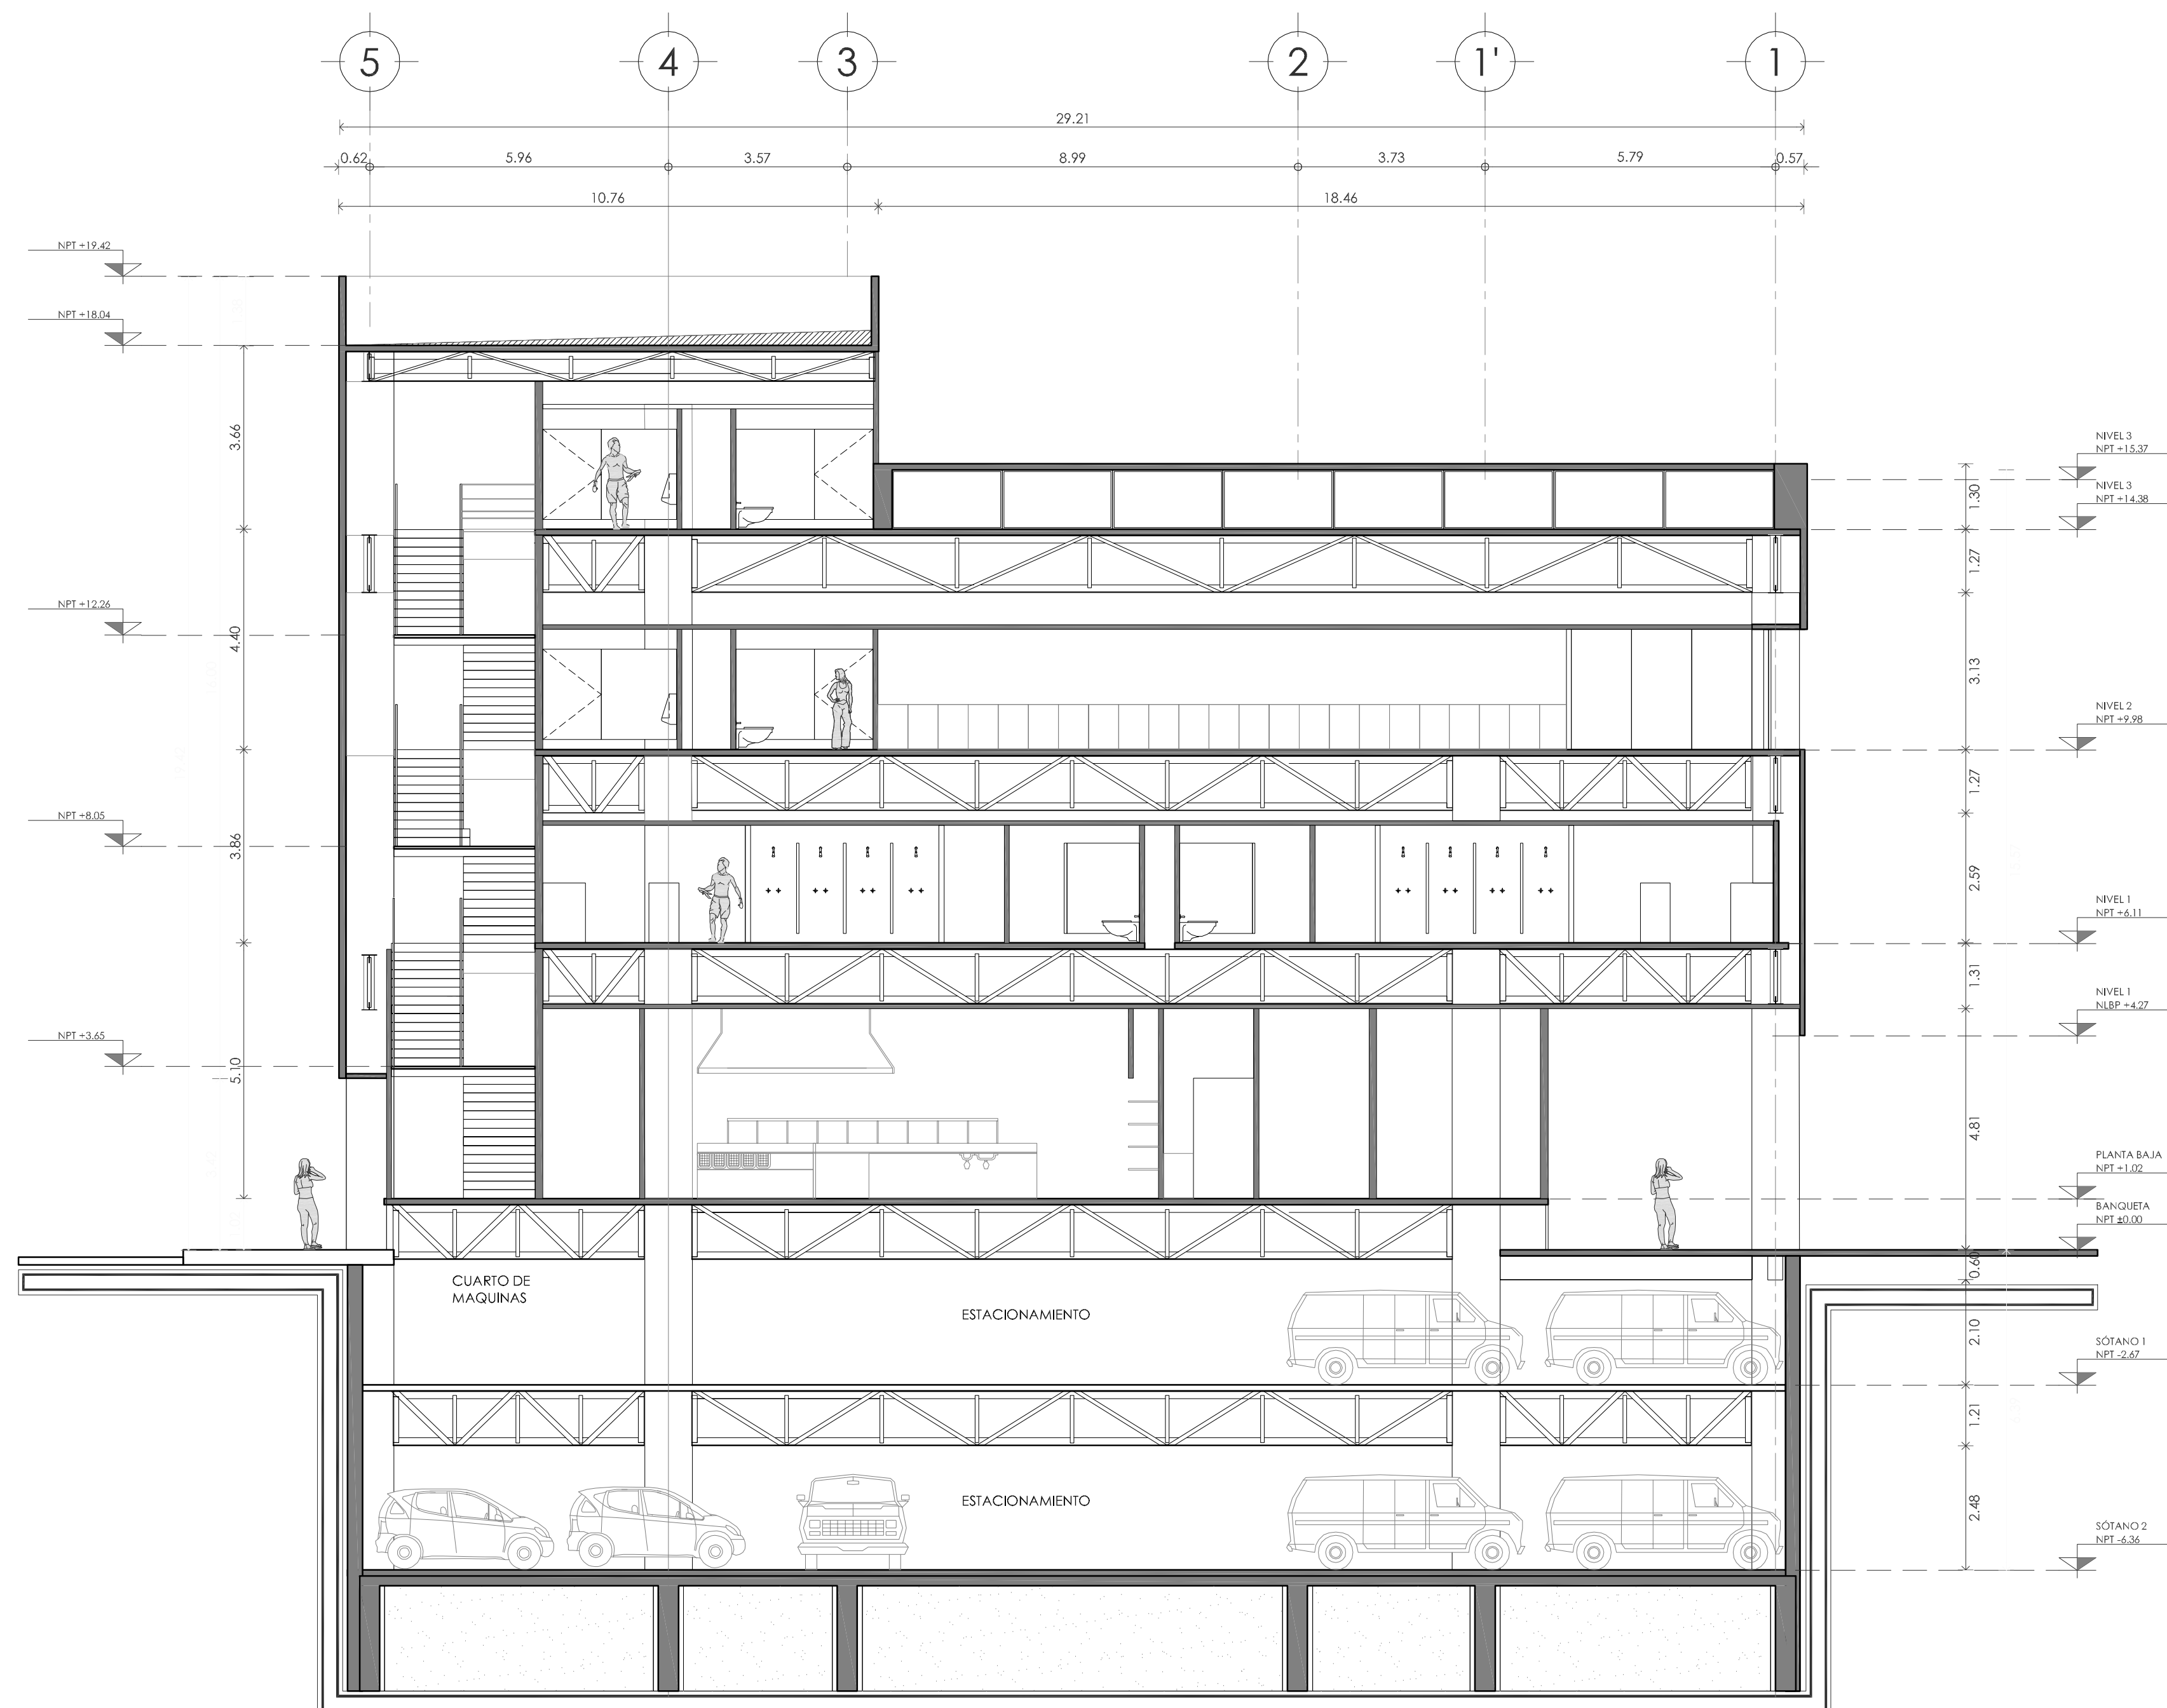 5 4 3 2 1' 1
29.21
0.62 5.96 3.57 8.99 3.73 5.79 0.57
10.76 18.46
NPT +19.42
NPT +18.04
3.66
NIVEL 3
NPT +15.37
NIVEL 3
NPT +14.38
1.30
1.27
NPT +12.26
4.40
3.13
NIVEL 2
NPT +9.98
1.27
NPT +8.05
3.86
2.59
NIVEL 1
NPT +6.11
1.31
NIVEL 1
NLBP +4.27
NPT +3.65
5.10
4.81
PLANTA BAJA
NPT +1.02
BANQUETA
NPT ±0.00
0.60
CUARTO DE
MAQUINAS
ESTACIONAMIENTO
2.10
SÓTANO 1
NPT -2.67
1.21
ESTACIONAMIENTO
2.48
SÓTANO 2
NPT -6.36